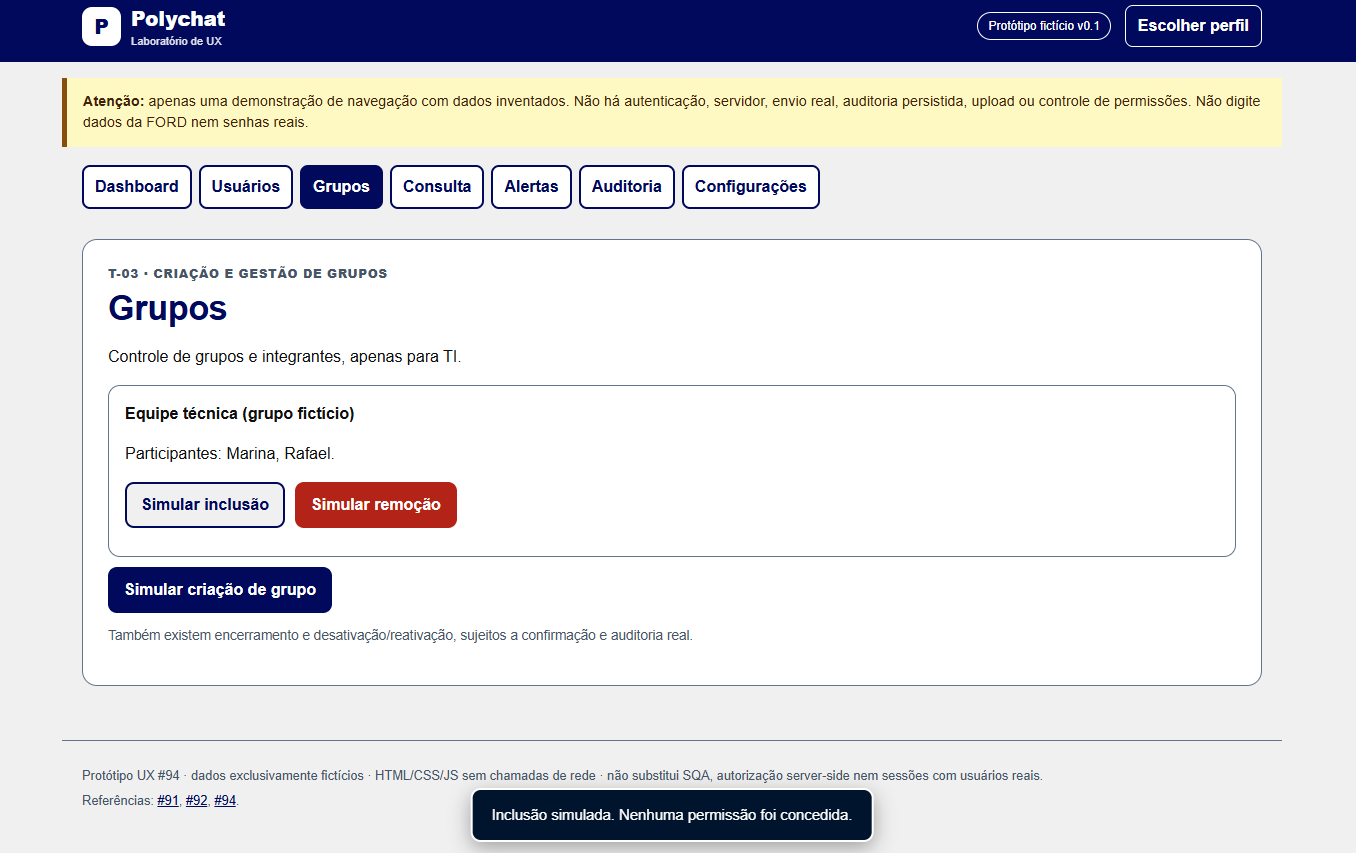 P
Polychat
Laboratório de UX
Protótipo fictício v0.1
Escolher perfil
Atenção: apenas uma demonstração de navegação com dados inventados. Não há autenticação, servidor, envio real, auditoria persistida, upload ou controle de permissões. Não digite
dados da FORD nem senhas reais.
Dashboard
Usuários
Grupos
Consulta
Alertas
Auditoria
Configurações
T-03 · CRIAÇÃO E GESTÃO DE GRUPOS
Grupos
Controle de grupos e integrantes, apenas para TI.
Equipe técnica (grupo fictício)
Participantes: Marina, Rafael.
Simular inclusão
Simular remoção
Simular criação de grupo
Também existem encerramento e desativação/reativação, sujeitos a confirmação e auditoria real.
Protótipo UX #94 · dados exclusivamente fictícios · HTML/CSS/JS sem chamadas de rede · não substitui SQA, autorização server-side nem sessões com usuários reais.
Referências: #91, #92, #94.
Inclusão simulada. Nenhuma permissão foi concedida.